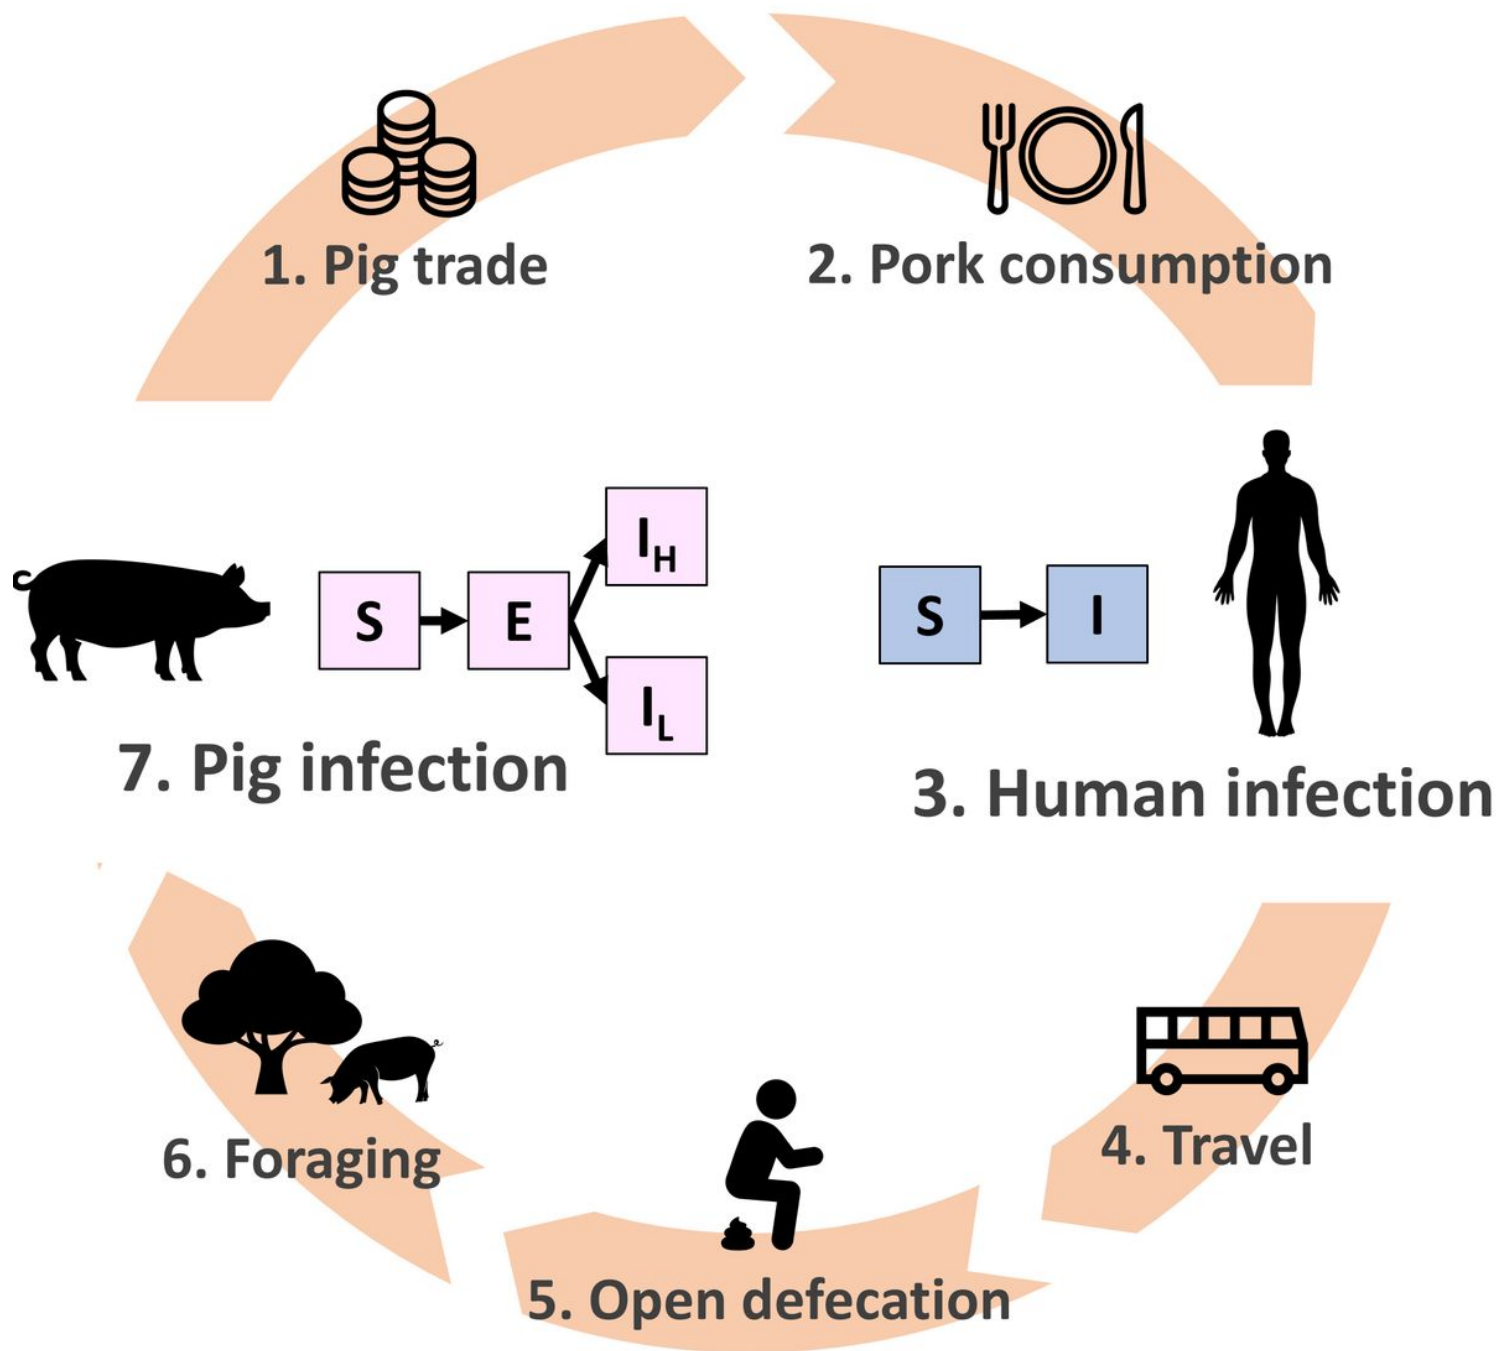 1. Pig trade
2. Pork consumption
I_H
S
E
I_L
S
I
7. Pig infection
3. Human infection
4. Travel
6. Foraging
5. Open defecation